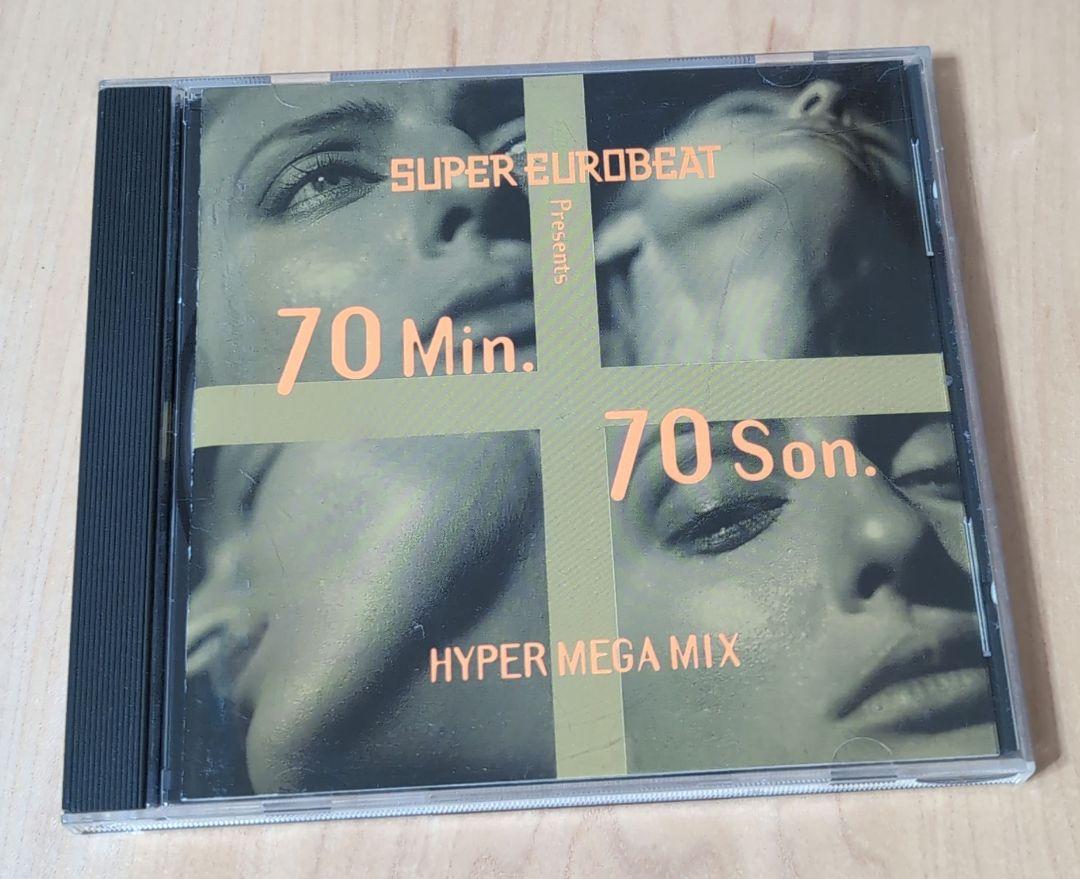 SUPER EUROBEAT
Presents
70 Min.
70 Son.
HYPER MEGA MIX